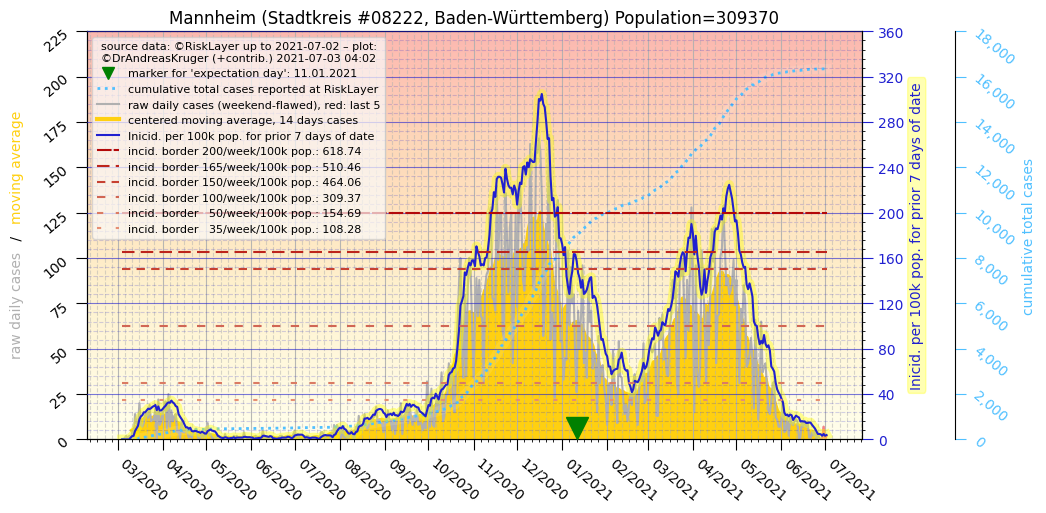 Mannheim (Stadtkreis #08222, Baden-Württemberg) Population=309370
source data: ©RiskLayer up to 2021-07-02 – plot:
©DrAndreasKruger (+contrib.) 2021-07-03 04:02
marker for 'expectation day': 11.01.2021
cumulative total cases reported at RiskLayer
raw daily cases (weekend-flawed), red: last 5
centered moving average, 14 days cases
Inicid. per 100k pop. for prior 7 days of date
incid. border 200/week/100k pop.: 618.74
incid. border 165/week/100k pop.: 510.46
incid. border 150/week/100k pop.: 464.06
incid. border 100/week/100k pop.: 309.37
incid. border   50/week/100k pop.: 154.69
incid. border   35/week/100k pop.: 108.28
raw daily cases / moving average
225
200
175
150
125
100
75
50
25
0
03/2020
04/2020
05/2020
06/2020
07/2020
08/2020
09/2020
10/2020
11/2020
12/2020
01/2021
02/2021
03/2021
04/2021
05/2021
06/2021
07/2021
360
320
280
240
200
160
120
80
40
0
Inicid. per 100k pop. for prior 7 days of date
18,000
16,000
14,000
12,000
10,000
8,000
6,000
4,000
2,000
0
cumulative total cases